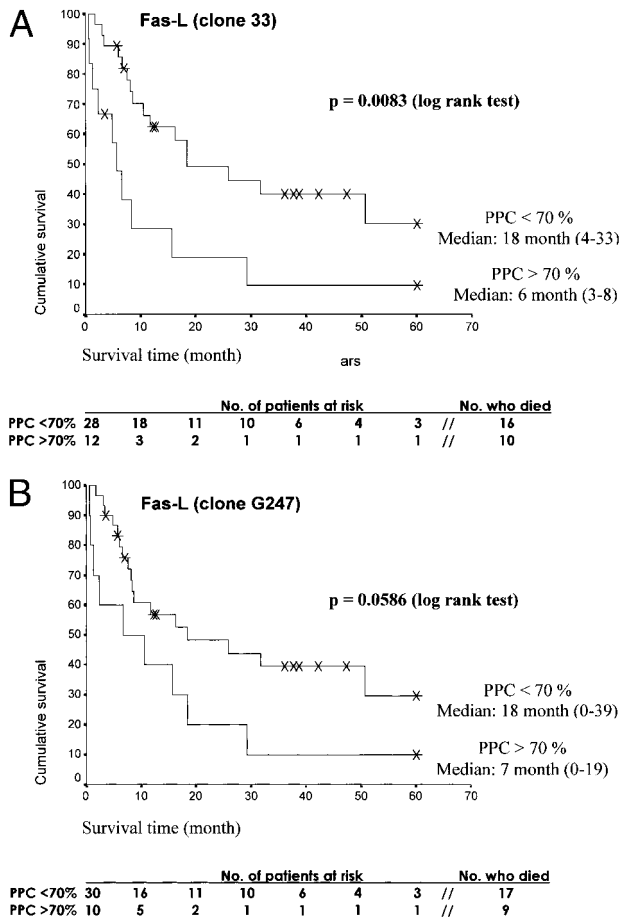 A
Fas-L (clone 33)
100
90
80
70
60
50
40
30
20
10
0
Cumulative survival
p = 0.0083 (log rank test)
PPC < 70 %
Median: 18 month (4-33)
PPC > 70 %
Median: 6 month (3-8)
0 10 20 30 40 50 60 70
Survival time (month)
ars
No. of patients at risk No. who died
PPC <70% 28 18 11 10 6 4 3 // 16
PPC >70% 12 3 2 1 1 1 1 // 10
B
Fas-L (clone G247)
100
90
80
70
60
50
40
30
20
10
0
Cumulative survival
p = 0.0586 (log rank test)
PPC < 70 %
Median: 18 month (0-39)
PPC > 70 %
Median: 7 month (0-19)
0 10 20 30 40 50 60 70
Survival time (month)
No. of patients at risk No. who died
PPC <70% 30 16 11 10 6 4 3 // 17
PPC >70% 10 5 2 1 1 1 1 // 9